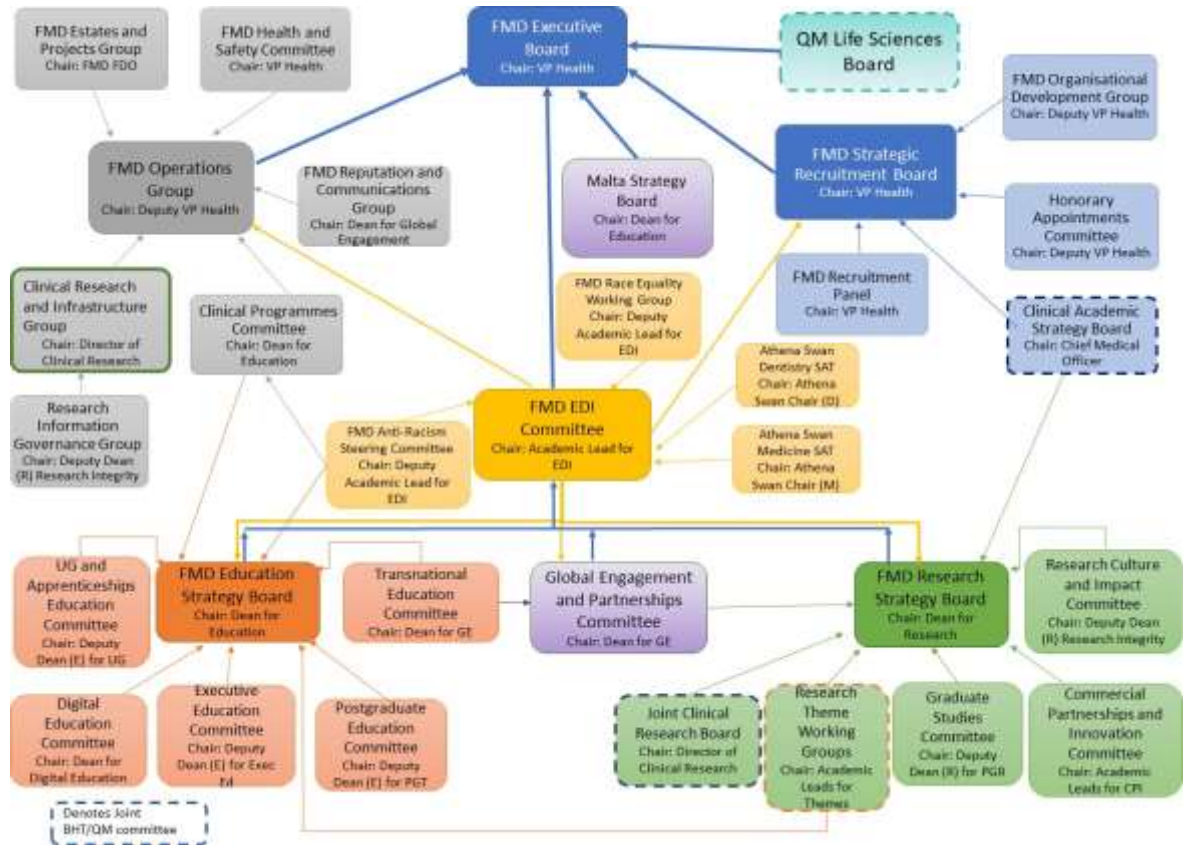 FMD Estates and
Projects Group
Chair: FMD FDO
FMD Health and
Safety Committee
Chair: VP Health
FMD Executive
Board
Chair: VP Health
QM Life Sciences
Board
FMD Organisational
Development Group
Chair: Deputy VP Health
FMD Operations
Group
Chair: Deputy VP Health
FMD Reputation and
Communications
Group
Chair: Dean for Global
Engagement
Malta Strategy
Board
Chair: Dean for
Education
FMD Strategic
Recruitment Board
Chair: VP Health
Honorary
Appointments
Committee
Chair: Deputy VP Health
Clinical Research
and Infrastructure
Group
Chair: Director of
Clinical Research
Clinical Programmes
Committee
Chair: Dean for
Education
FMD Race Equality
Working Group
Chair: Deputy
Academic Lead for
EDI
FMD Recruitment
Panel
Chair: VP Health
Clinical Academic
Strategy Board
Chair: Chief Medical
Officer
Research
Information
Governance Group
Chair: Deputy Dean
(R) Research Integrity
FMD Anti-Racism
Steering Committee
Chair: Deputy
Academic Lead for
EDI
FMD EDI
Committee
Chair: Academic Lead for
EDI
Athena Swan
Dentistry SAT
Chair: Athena
Swan Chair (D)
Athena Swan
Medicine SAT
Chair: Athena
Swan Chair (M)
UG and
Apprenticeships
Education
Committee
Chair: Deputy
Dean (E) for UG
FMD Education
Strategy Board
Chair: Dean for
Education
Transnational
Education
Committee
Chair: Dean for GE
Global Engagement
and Partnerships
Committee
Chair: Dean for GE
FMD Research
Strategy Board
Chair: Dean for
Research
Research Culture
and Impact
Committee
Chair: Deputy Dean
(R) Research Integrity
Digital
Education
Committee
Chair: Dean for
Digital Education
Executive
Education
Committee
Chair: Deputy
Dean (E) for Exec
Ed
Postgraduate
Education
Committee
Chair: Deputy
Dean (E) for PGT
Joint Clinical
Research Board
Chair: Director of
Clinical Research
Research
Theme
Working
Groups
Chair: Academic
Leads for
Themes
Graduate
Studies
Committee
Chair: Deputy
Dean (R) for PGR
Commercial
Partnerships and
Innovation
Committee
Chair: Academic
Leads for CPI
Denotes Joint
BHT/QM committee